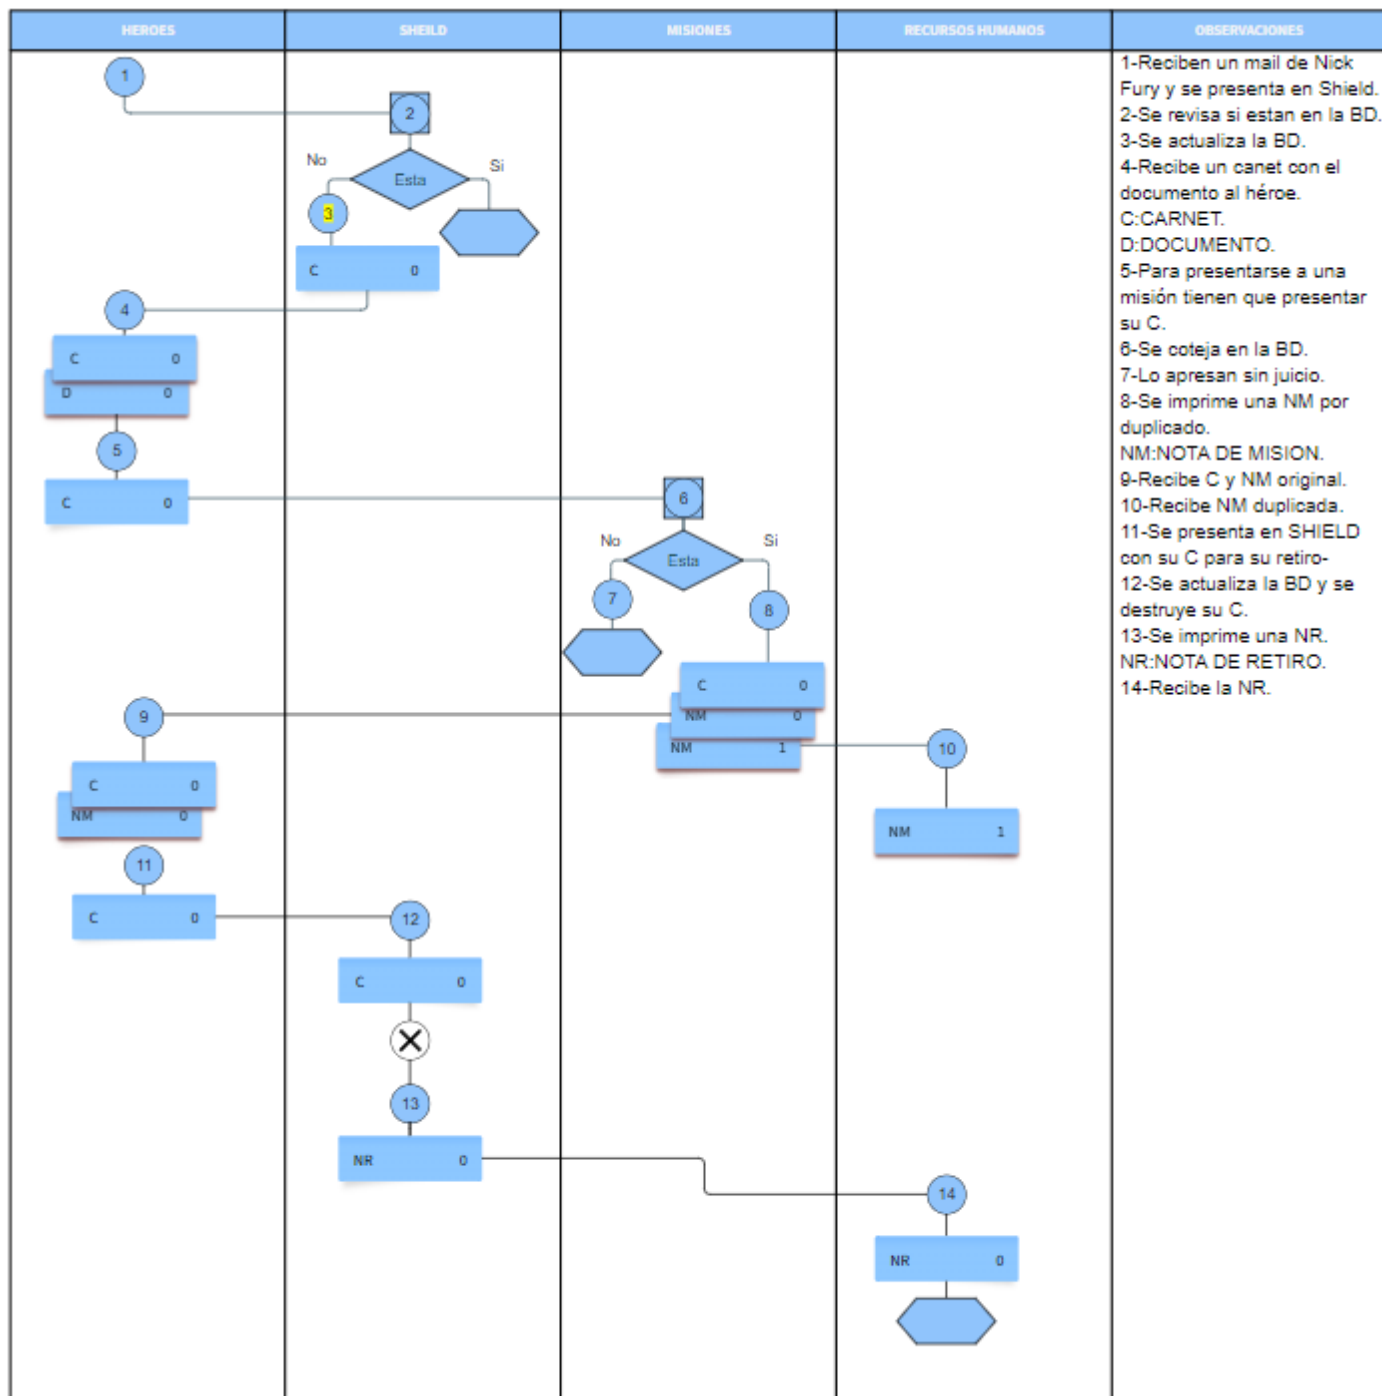 HEROES
SHEILD
MISIONES
RECURSOS HUMANOS
OBSERVACIONES
1
2
No
Esta
Si
3
C 0
4
C 0
D 0
5
C 0
6
No
Esta
Si
7
8
C 0
NM 0
NM 1
9
C 0
NM 0
10
NM 1
11
C 0
12
C 0
13
NR 0
14
NR 0
1-Reciben un mail de Nick
Fury y se presenta en Shield.
2-Se revisa si estan en la BD.
3-Se actualiza la BD.
4-Recibe un canet con el
documento al héroe.
C:CARNET.
D:DOCUMENTO.
5-Para presentarse a una
misión tienen que presentar
su C.
6-Se coteja en la BD.
7-Lo apresan sin juicio.
8-Se imprime una NM por
duplicado.
NM:NOTA DE MISION.
9-Recibe C y NM original.
10-Recibe NM duplicada.
11-Se presenta en SHIELD
con su C para su retiro-
12-Se actualiza la BD y se
destruye su C.
13-Se imprime una NR.
NR:NOTA DE RETIRO.
14-Recibe la NR.